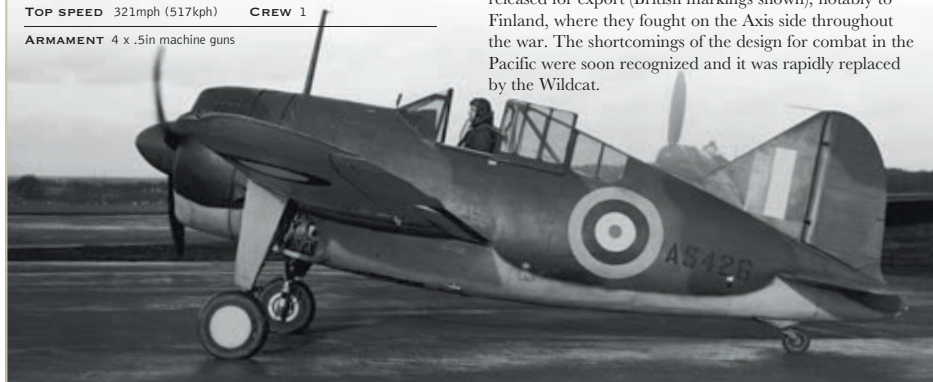 TOP SPEED 321mph (517kph) CREW 1
ARMAMENT 4 x .5in machine guns
released for export (British markings shown), notably to
Finland, where they fought on the Axis side throughout
the war. The shortcomings of the design for combat in the
Pacific were soon recognized and it was rapidly replaced
by the Wildcat.
AS426